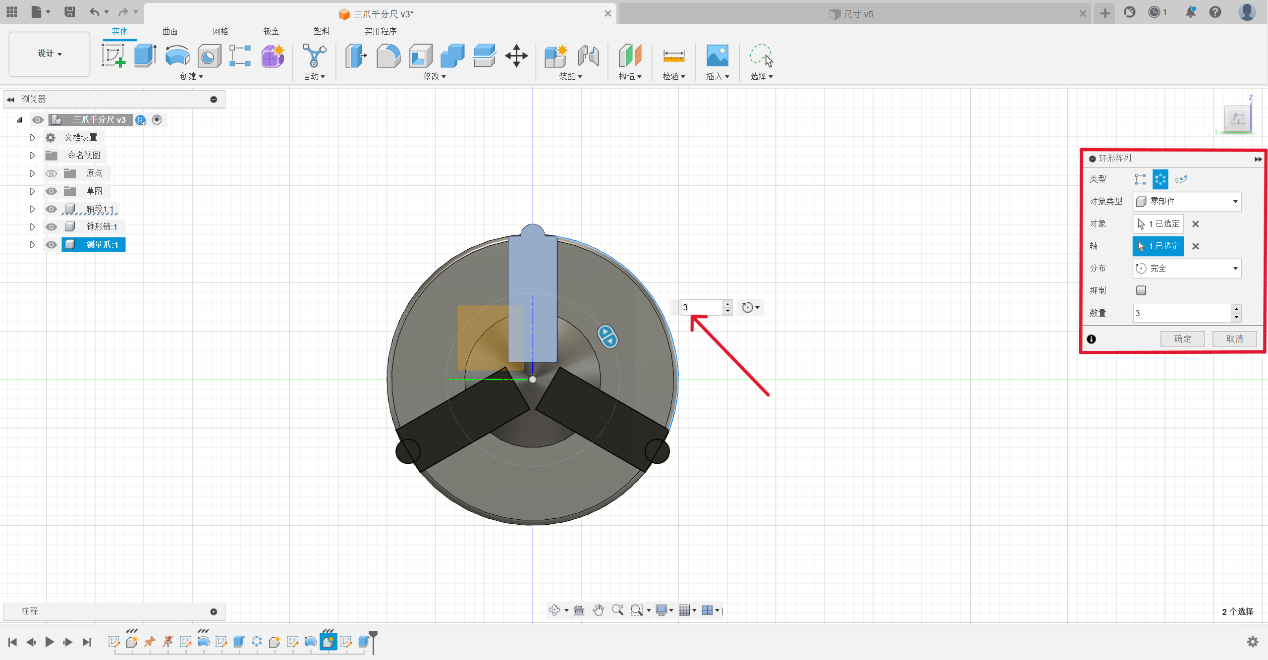 三爪千分尺 v3*
尺寸 v5
1
设计
实体 曲面 网格 钣金 塑料 实用程序
创建 自动 修改 装配 构造 检验 插入 选择
浏览器
三爪千分尺 v3
文档设置
命名视图
原点
草图
轴段1:1
锥形销:1
测量爪:1
Z
左
3
环形阵列
类型
对象类型 零部件
对象 1 已选定
轴 1 已选定
分布 完全
抑制
数量 3
确定 取消
注释
2 个选择